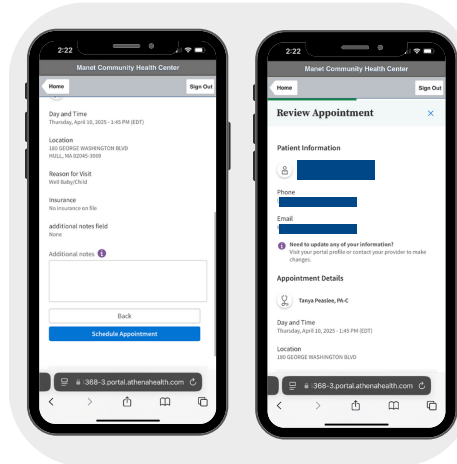 2:22
Manet Community Health Center
Home
Sign Out
Day and Time
Thursday, April 10, 2025 - 1:45 PM (EDT)
Location
180 GEORGE WASHINGTON BLVD
HULL, MA 02045-3069
Reason for Visit
Well Baby/Child
Insurance
No insurance on file
additional notes field
None
Additional notes
Back
Schedule Appointment
:368-3.portal.athenahealth.com
2:22
Manet Community Health Center
Home
Sign Out
Review Appointment
Patient Information
Phone
Email
Need to update any of your information?
Visit your portal profile or contact your provider to make
changes.
Appointment Details
Tanya Peaslee, PA-C
Day and Time
Thursday, April 10, 2025 - 1:45 PM (EDT)
Location
180 GEORGE WASHINGTON BLVD
:368-3.portal.athenahealth.com